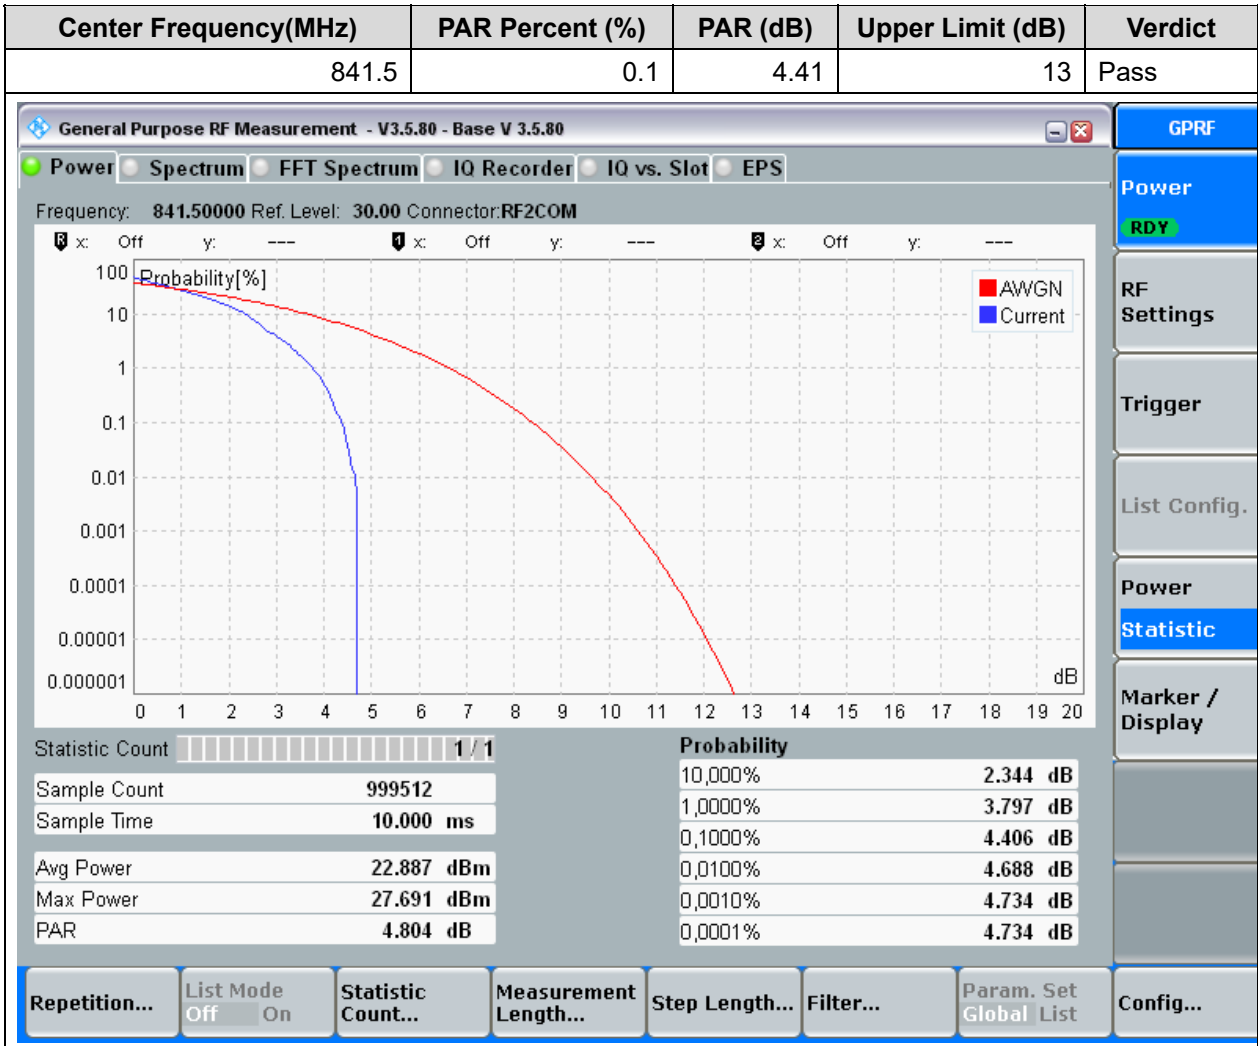 Center Frequency(MHz) PAR Percent (%) PAR (dB) Upper Limit (dB) Verdict
841.5 0.1 4.41 13 Pass
General Purpose RF Measurement - V3.5.80 - Base V 3.5.80
GPRF
Power Spectrum FFT Spectrum IQ Recorder IQ vs. Slot EPS
Power
RDY
Frequency: 841.50000 Ref. Level: 30.00 Connector:RF2COM
R x: Off y: --- 1 x: Off y: --- 2 x: Off y: ---
Probability[%]
AWGN
Current
100
10
1
0.1
0.01
0.001
0.0001
0.00001
0.000001
dB
0 1 2 3 4 5 6 7 8 9 10 11 12 13 14 15 16 17 18 19 20
RF
Settings
Trigger
List Config.
Power
Statistic
Marker /
Display
Statistic Count 1 / 1
Sample Count 999512
Sample Time 10.000 ms
Avg Power 22.887 dBm
Max Power 27.691 dBm
PAR 4.804 dB
Probability
10,000% 2.344 dB
1,0000% 3.797 dB
0,1000% 4.406 dB
0,0100% 4.688 dB
0,0010% 4.734 dB
0,0001% 4.734 dB
Repetition...
List Mode
Off On
Statistic
Count...
Measurement
Length...
Step Length...
Filter...
Param. Set
Global List
Config...